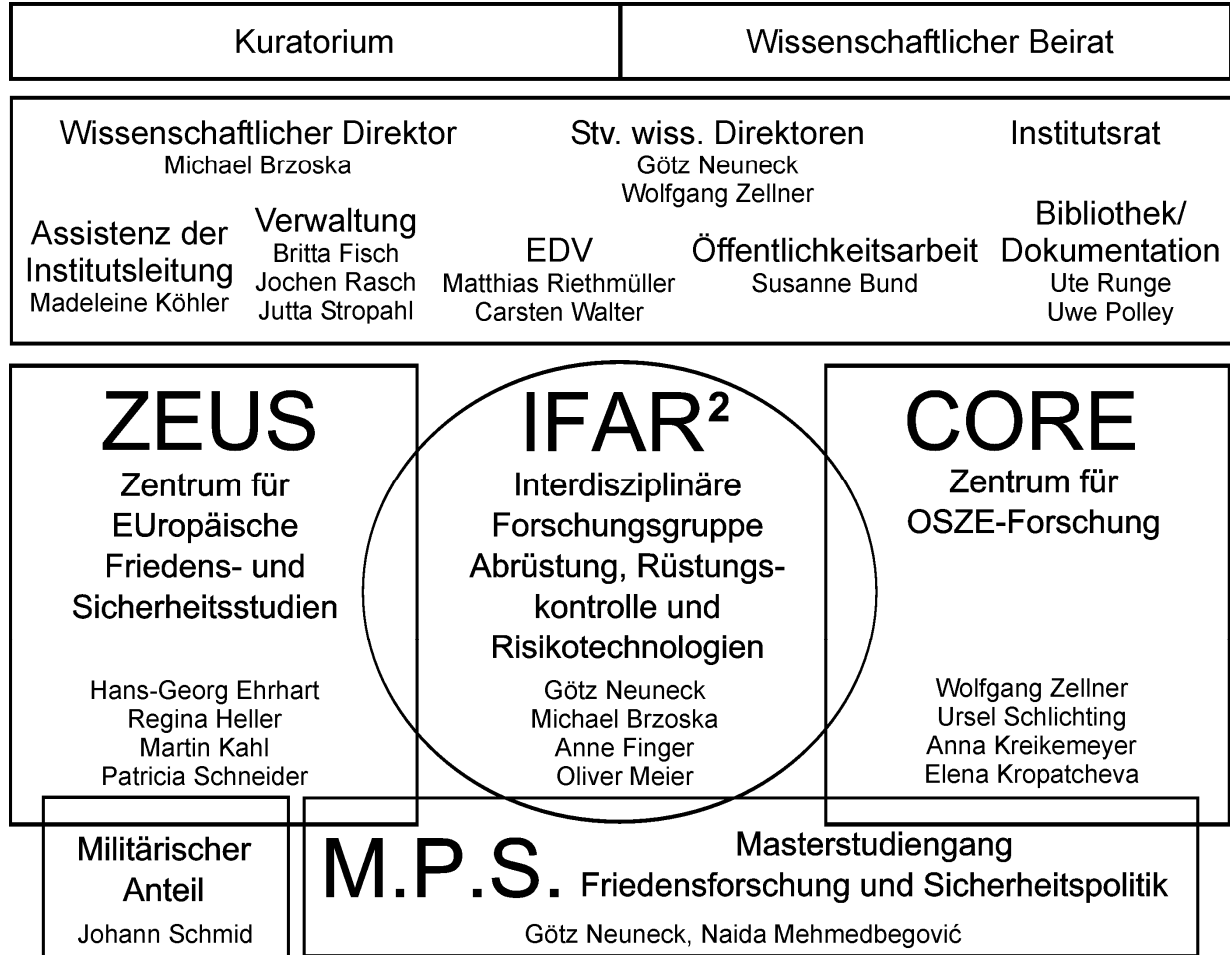 Kuratorium
Wissenschaftlicher Beirat
Wissenschaftlicher Direktor
Michael Brzoska
Stv. wiss. Direktoren
Götz Neuneck
Wolfgang Zellner
Institutsrat
Assistenz der
Institutsleitung
Madeleine Köhler
Verwaltung
Britta Fisch
Jochen Rasch
Jutta Stropahl
EDV
Matthias Riethmüller
Carsten Walter
Öffentlichkeitsarbeit
Susanne Bund
Bibliothek/
Dokumentation
Ute Runge
Uwe Polley
ZEUS
Zentrum für
EUropäische
Friedens- und
Sicherheitsstudien
Hans-Georg Ehrhart
Regina Heller
Martin Kahl
Patricia Schneider
IFAR²
Interdisziplinäre
Forschungsgruppe
Abrüstung, Rüstungs-
kontrolle und
Risikotechnologien
Götz Neuneck
Michael Brzoska
Anne Finger
Oliver Meier
CORE
Zentrum für
OSZE-Forschung
Wolfgang Zellner
Ursel Schlichting
Anna Kreikemeyer
Elena Kropatcheva
Militärischer
Anteil
Johann Schmid
M.P.S.
Masterstudiengang
Friedensforschung und Sicherheitspolitik
Götz Neuneck, Naida Mehmedbegović